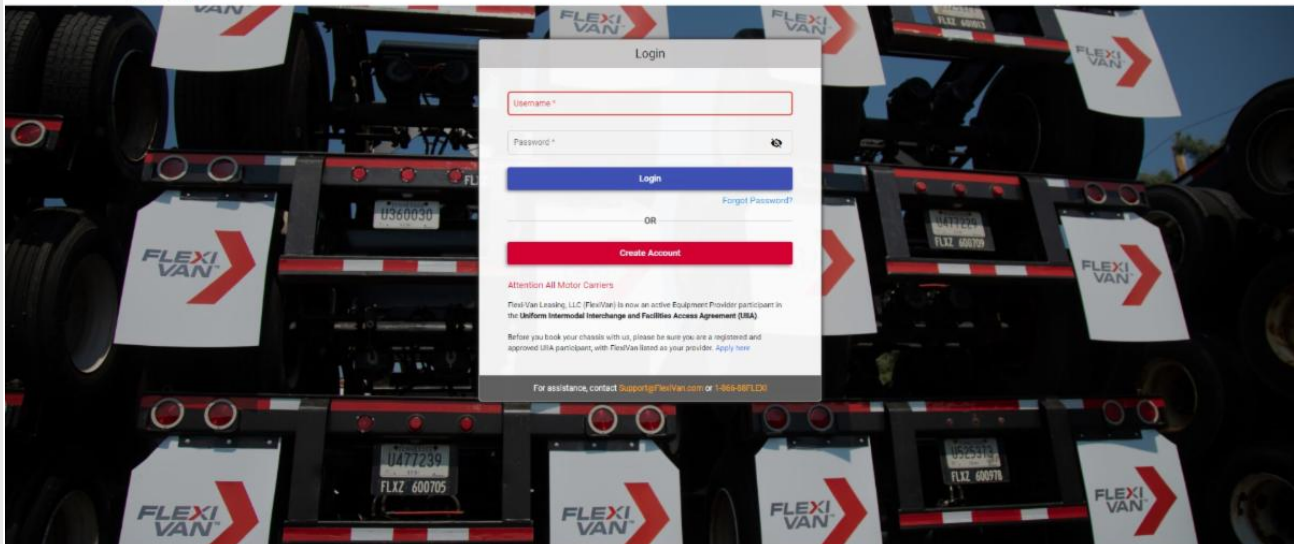 VAN
FLEXI
VAN
FLEXI
VAN
FLEXI
VAN
Login
Username *
Password *
Login
Forgot Password?
OR
Create Account
Attention All Motor Carriers
Flexi-Van Leasing, LLC (FlexiVan) is now an active Equipment Provider participant in
the Uniform Intermodal Interchange and Facilities Access Agreement (UIIA).
Before you book your chassis with us, please be sure you are a registered and
approved UIIA participant, with FlexiVan listed as your provider. Apply here
For assistance, contact Support@FlexiVan.com or
U360030
FLEXI
VAN
U477229
FLXZ 600709
FLEXI
VAN
U477239
FLXZ 600705
FLXZ 600978
FLEXI
VAN
FLEXI
VAN
FLEXI
VAN
FLEXI
VAN